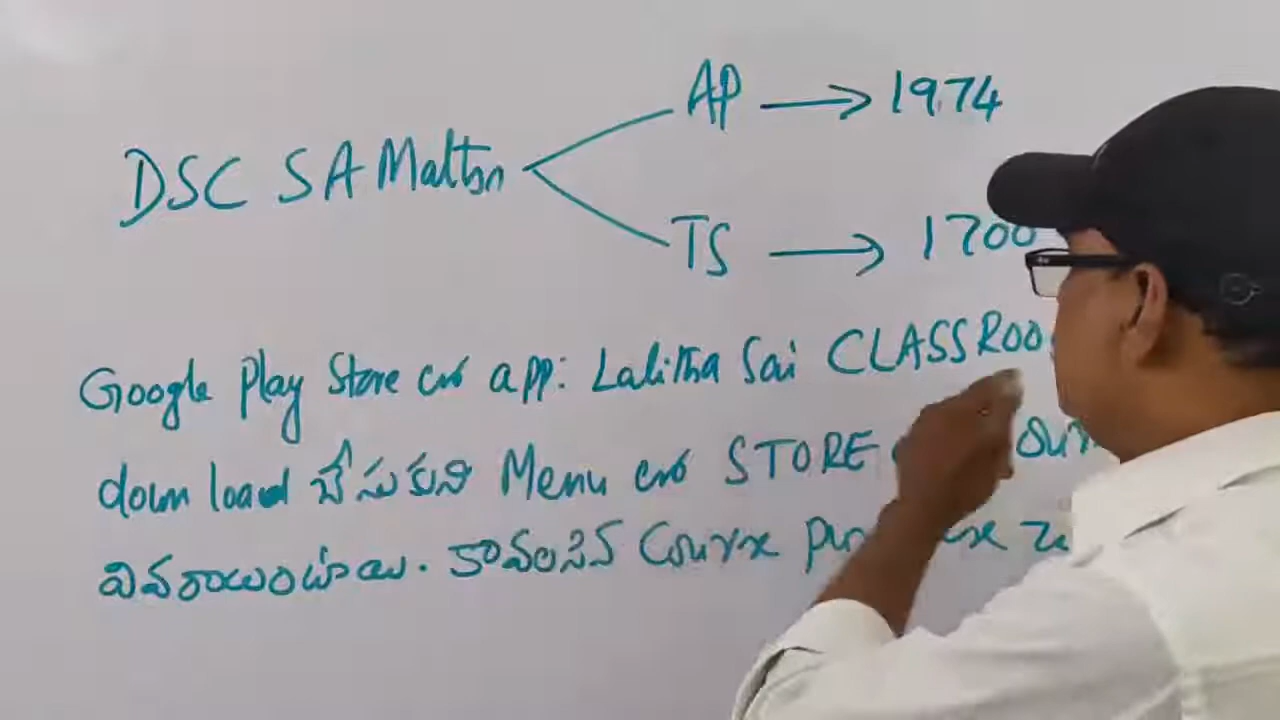 DSC SA Maths
AP → 1974
TS → 1700
Google Play Store లో app: Lalitha Sai CLASSROO
download చేసుకుని Menu లో STORE
వివరాలుంటాయి. కావలసిన Course